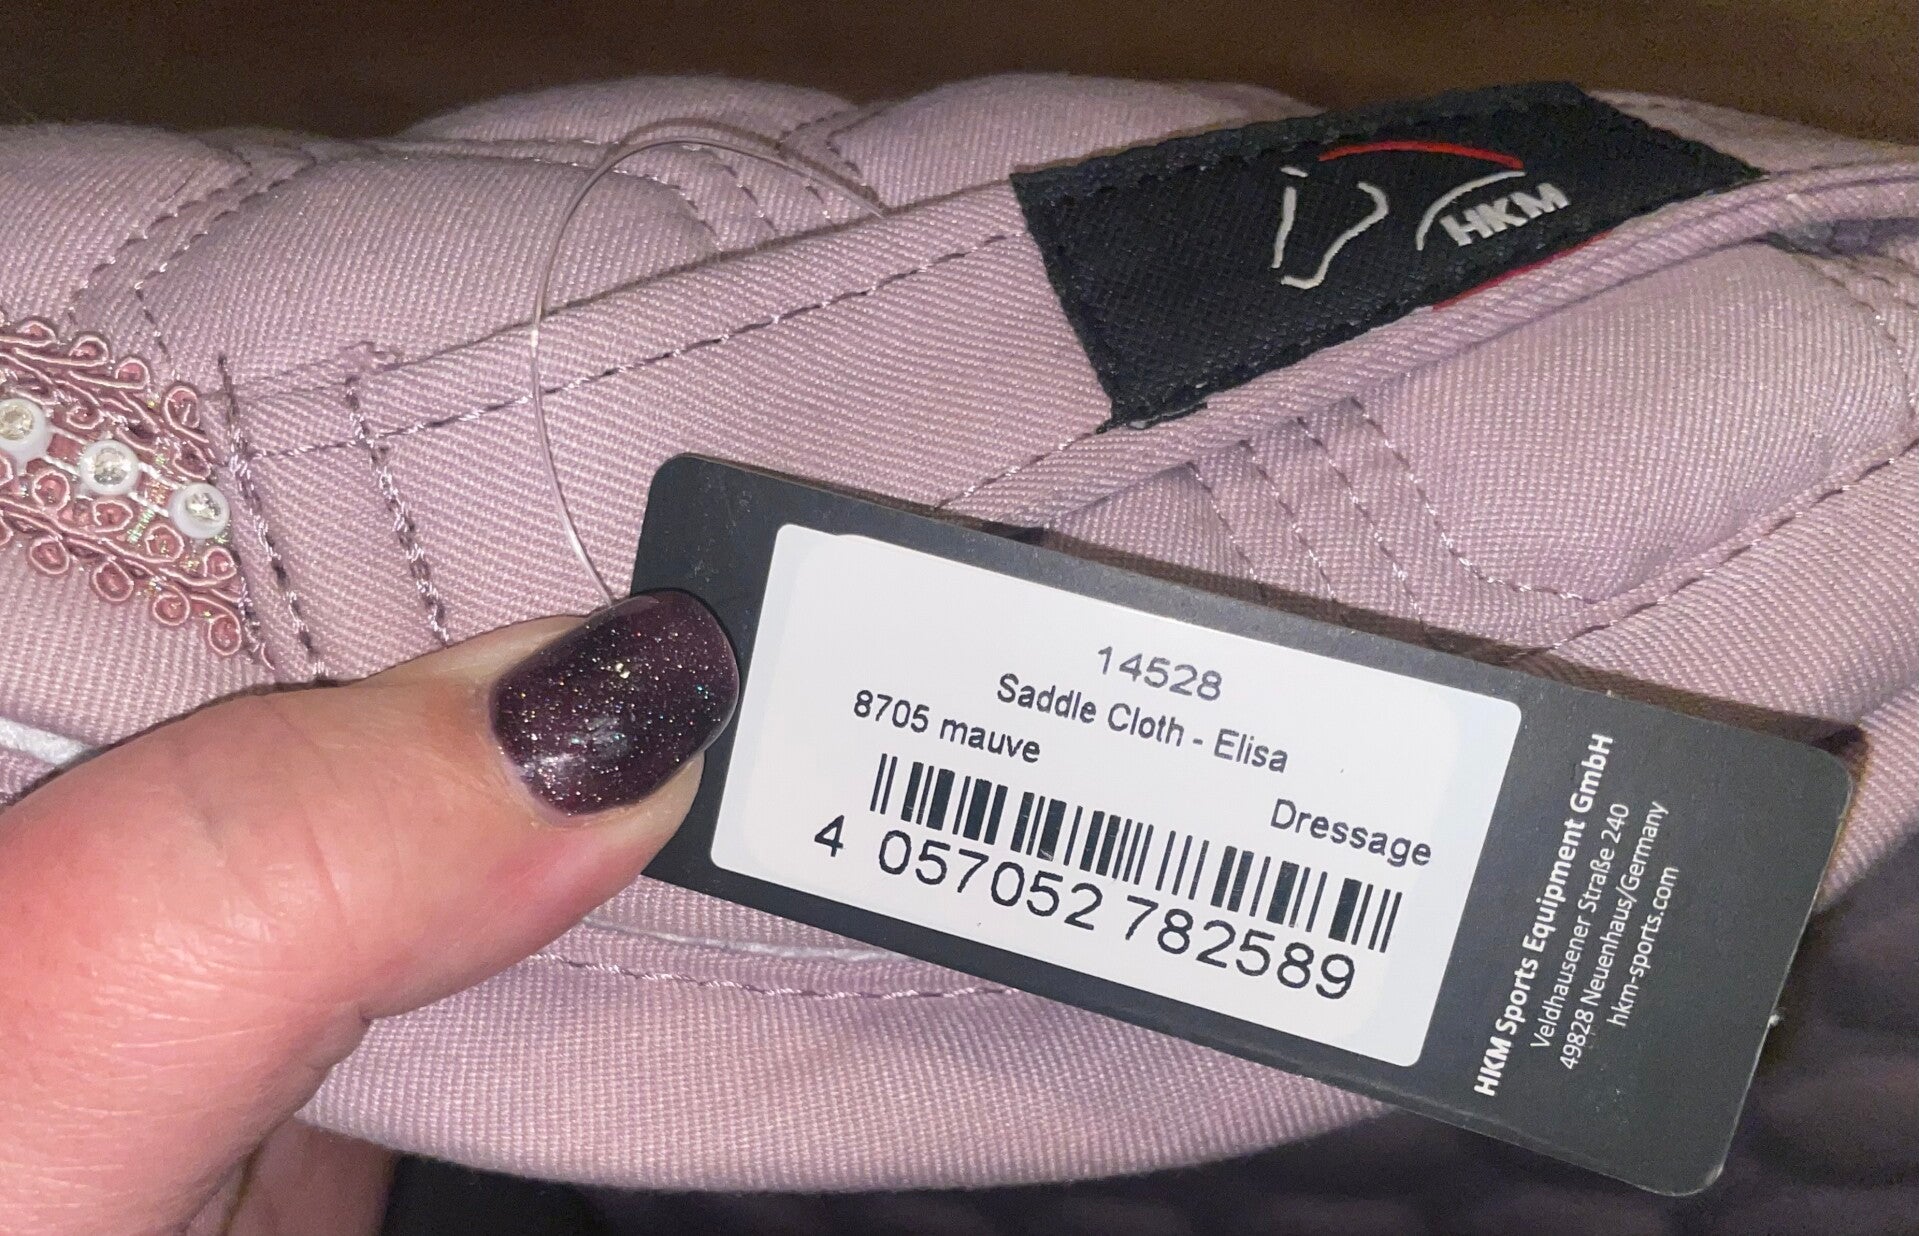 HKM
14528
Saddle Cloth - Elisa
8705 mauve
Dressage
4 057052 782589
HKM Sports Equipment GmbH
Veldhausener Straße 240
49828 Neuenhaus/Germany
hkm-sports.com